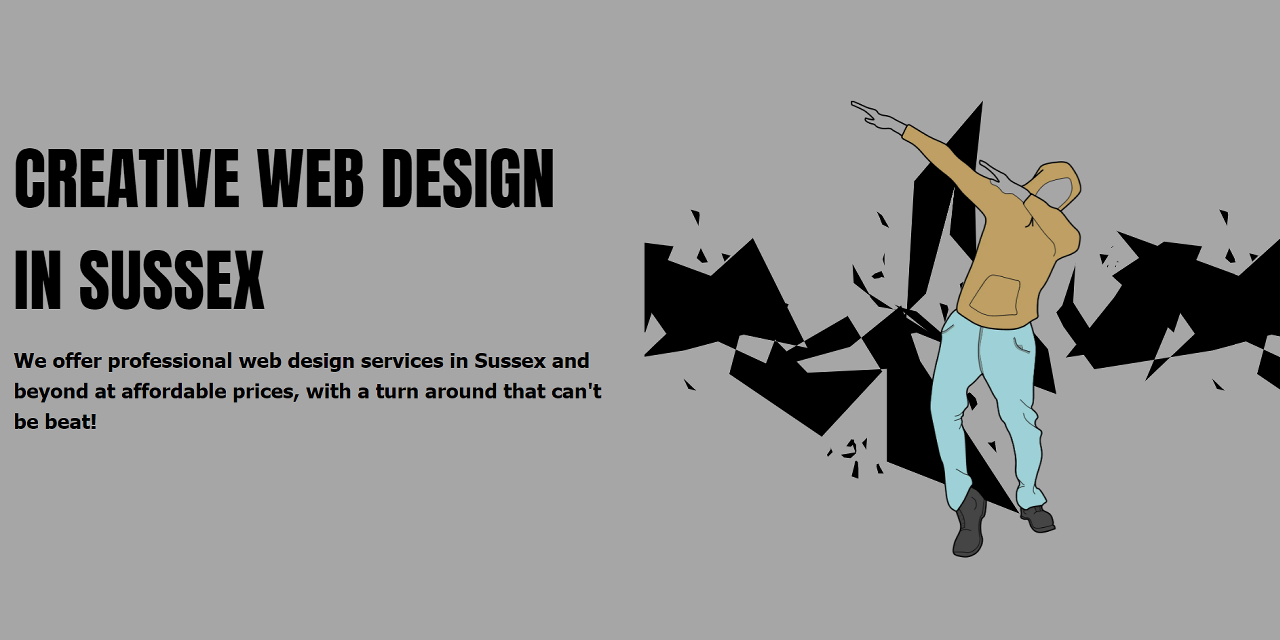 CREATIVE WEB DESIGN
IN SUSSEX
We offer professional web design services in Sussex and
beyond at affordable prices, with a turn around that can't
be beat!